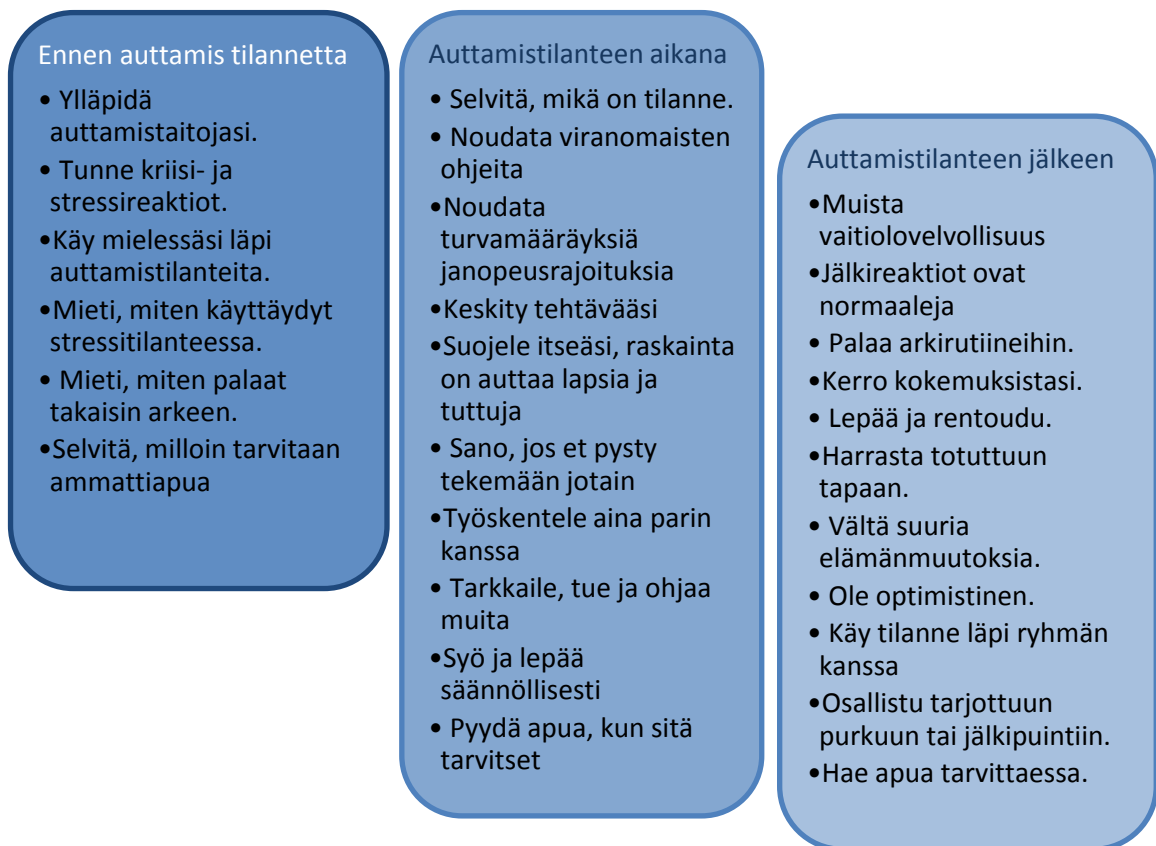 Ennen auttamis tilannetta
• Ylläpidä
auttamistaitojasi.
• Tunne kriisi- ja
stressireaktiot.
•Käy mielessäsi läpi
auttamistilanteita.
•Mieti, miten käyttäydyt
stressitilanteessa.
• Mieti, miten palaat
takaisin arkeen.
•Selvitä, milloin tarvitaan
ammattiapua
Auttamistilanteen aikana
• Selvitä, mikä on tilanne.
• Noudata viranomaisten
ohjeita
•Noudata
turvamääräyksiä
janopeusrajoituksia
•Keskity tehtävääsi
•Suojele itseäsi, raskainta
on auttaa lapsia ja
tuttuja
• Sano, jos et pysty
tekemään jotain
•Työskentele aina parin
kanssa
• Tarkkaile, tue ja ohjaa
muita
•Syö ja lepää
säännöllisesti
• Pyydä apua, kun sitä
tarvitset
Auttamistilanteen jälkeen
•Muista
vaitiolovelvollisuus
•Jälkireaktiot ovat
normaaleja
• Palaa arkirutiineihin.
•Kerro kokemuksistasi.
• Lepää ja rentoudu.
•Harrasta totuttuun
tapaan.
• Vältä suuria
elämänmuutoksia.
• Ole optimistinen.
• Käy tilanne läpi ryhmän
kanssa
•Osallistu tarjottuun
purkuun tai jälkipuintiin.
•Hae apua tarvittaessa.